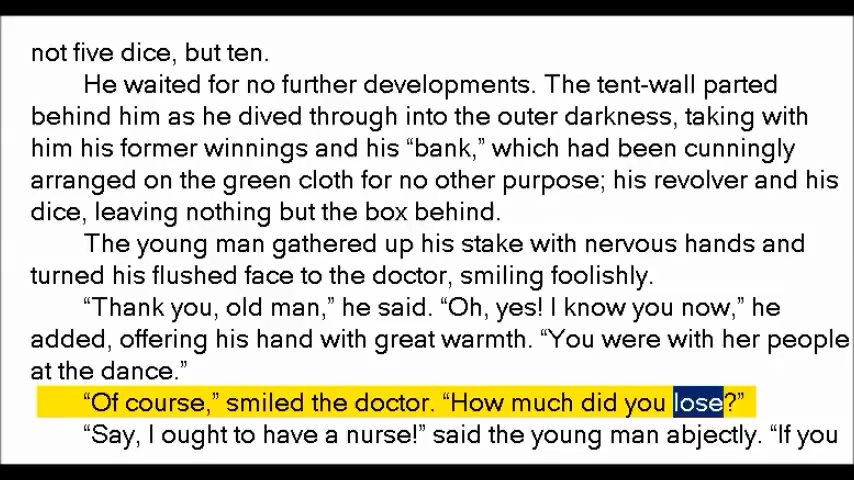 not five dice, but ten.
He waited for no further developments. The tent-wall parted
behind him as he dived through into the outer darkness, taking with
him his former winnings and his “bank,” which had been cunningly
arranged on the green cloth for no other purpose; his revolver and his
dice, leaving nothing but the box behind.
The young man gathered up his stake with nervous hands and
turned his flushed face to the doctor, smiling foolishly.
“Thank you, old man,” he said. “Oh, yes! I know you now,” he
added, offering his hand with great warmth. “You were with her people
at the dance.”
“Of course,” smiled the doctor. “How much did you lose?”
“Say, I ought to have a nurse!” said the young man abjectly. “If you